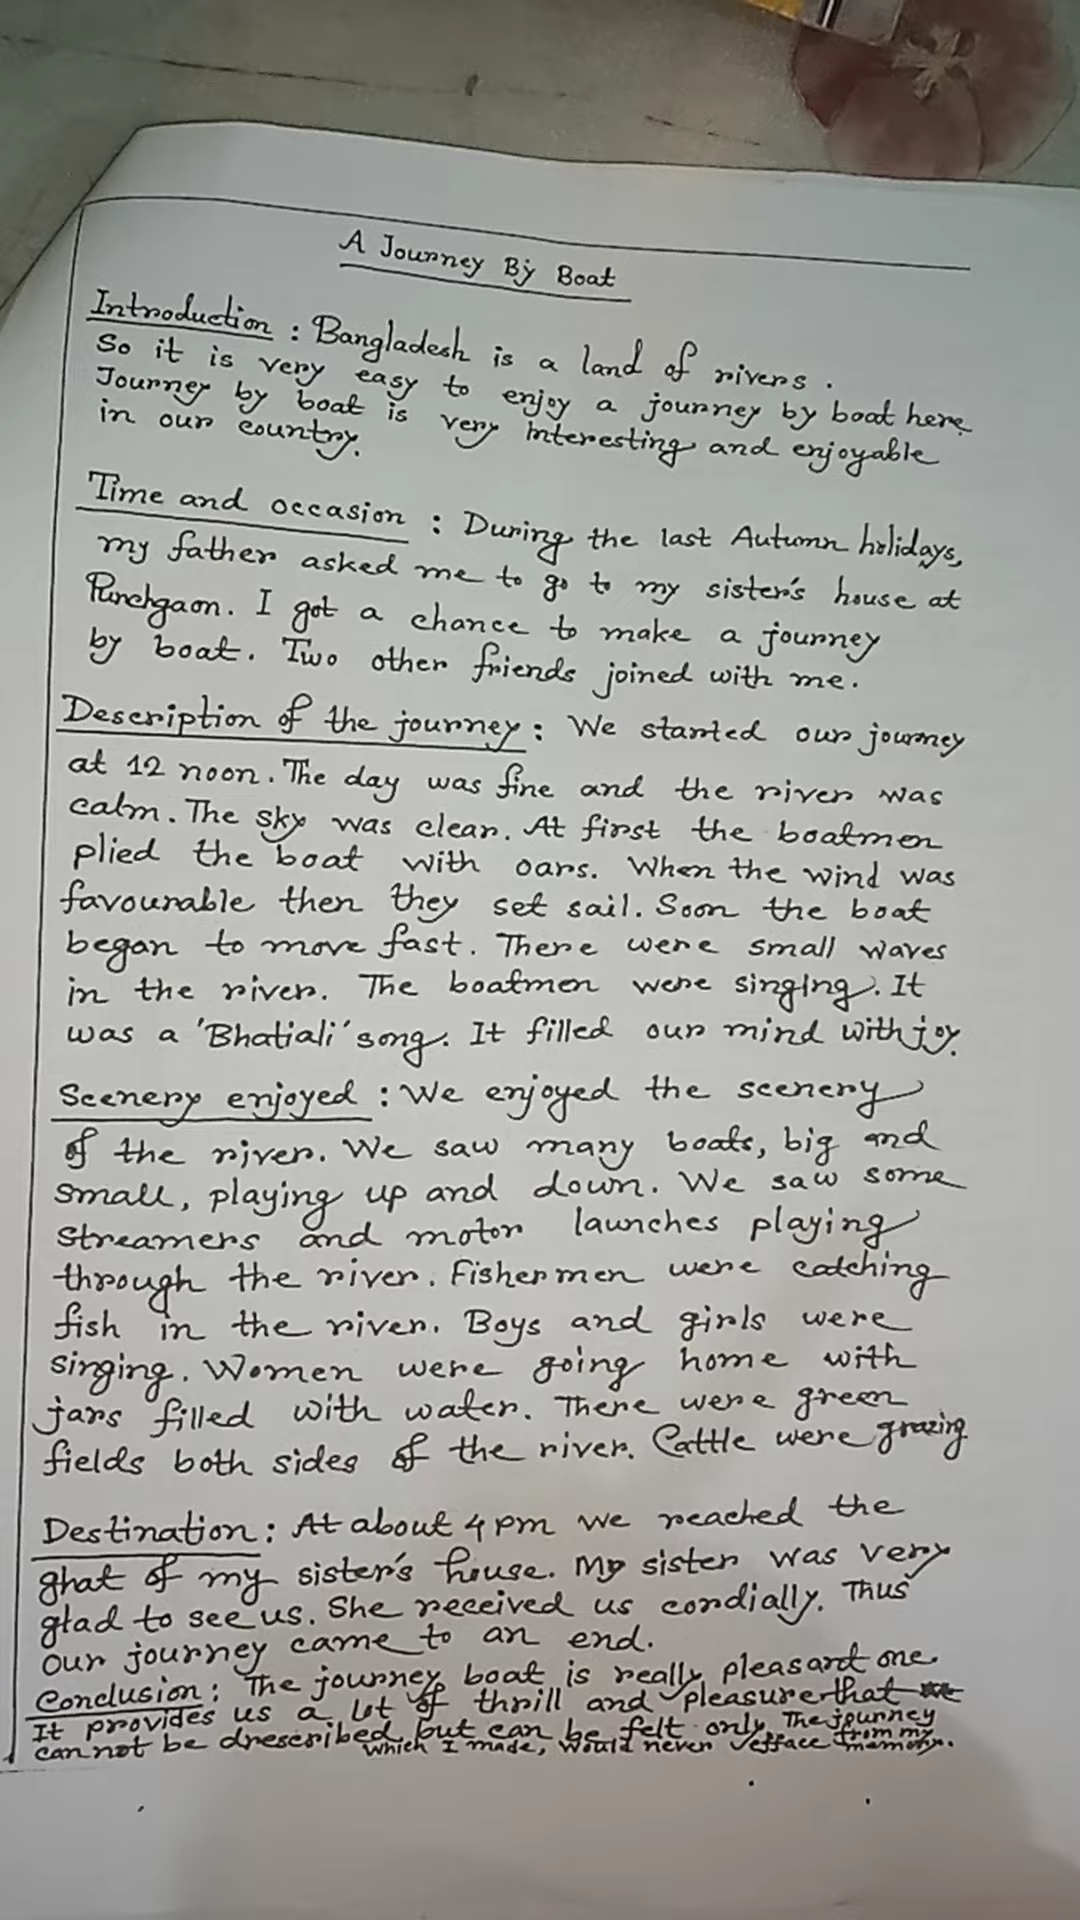 A Journey By Boat
Introduction : Bangladesh is a land of rivers.
So it is very easy to enjoy a journey by boat here.
Journey by boat is very interesting and enjoyable
in our country.
Time and occasion : During the last Autumn holidays,
my father asked me to go to my sister's house at
I got a chance to make a journey
by boat. Two other friends joined with me.
Description of the journey : We started our journey
at 12 noon. The day was fine and the river was
calm. The sky was clear. At first the boatmen
plied the boat with oars. When the wind was
favourable then they set sail. Soon the boat
began to move fast. There were small waves
in the river. The boatmen were singing. It
was a 'Bhatiali' song. It filled our mind with joy.
Scenery enjoyed : We enjoyed the scenery
of the river. We saw many boats, big and
small, playing up and down. We saw some
streamers and motor launches playing
through the river. Fishermen were catching
fish in the river. Boys and girls were
singing. Women were going home with
jars filled with water. There were green
fields both sides of the river. Cattle were grazing
Destination : At about 4 pm we reached the
ghat of my sister's house. My sister was very
glad to see us. She received us cordially. Thus
our journey came to an end.
Conclusion : The journey boat is really pleasant one.
It provides us a lot of thrill and pleasure that
can not be drescribed but can be felt only. The journey
which I made, would never efface from my
memory.